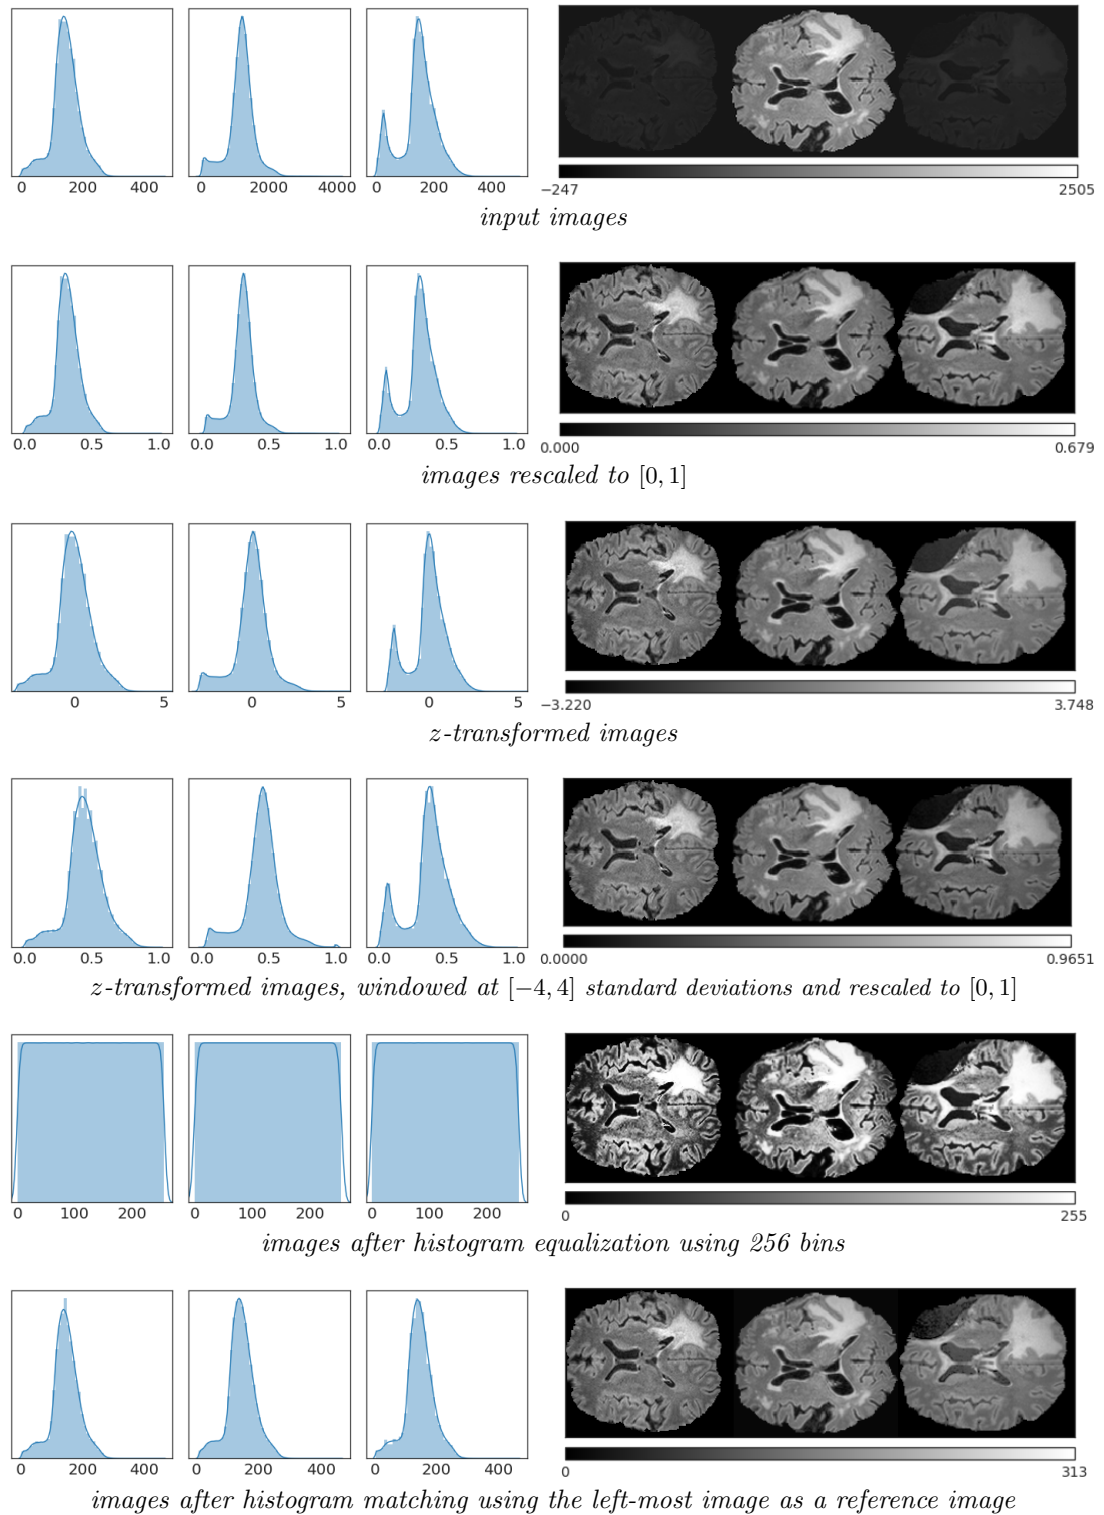 0 200 400 0 2000 4000 0 200 400 −247 2505
input images
0.0 0.5 1.0 0.0 0.5 1.0 0.0 0.5 1.0 0.000 0.679
images rescaled to [0, 1]
0 5 0 5 0 5 −3.220 3.748
z-transformed images
0.0 0.5 1.0 0.0 0.5 1.0 0.0 0.5 1.0 0.0000 0.9651
z-transformed images, windowed at [−4, 4] standard deviations and rescaled to [0, 1]
0 100 200 0 100 200 0 100 200 0 255
images after histogram equalization using 256 bins
0 200 400 0 200 400 0 200 400 0 313
images after histogram matching using the left-most image as a reference image